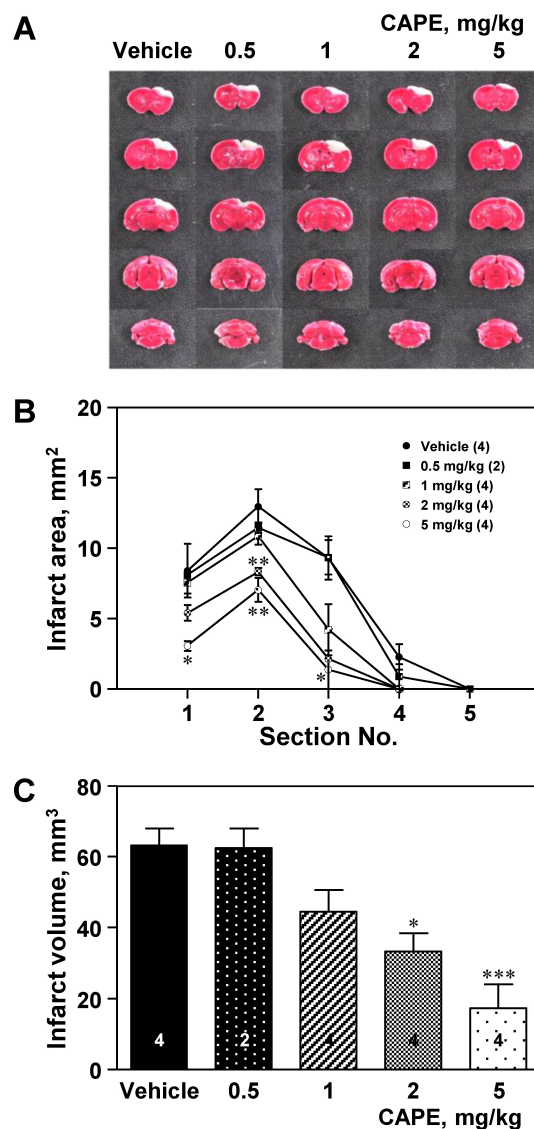 A
CAPE, mg/kg
Vehicle 0.5 1 2 5
B
Infarct area, mm²
20
15
10
5
0
Vehicle (4)
0.5 mg/kg (2)
1 mg/kg (4)
2 mg/kg (4)
5 mg/kg (4)
**
**
*
*
1 2 3 4 5
Section No.
C
Infarct volume, mm³
80
60
40
20
0
*
***
4 2 4 4 4
Vehicle 0.5 1 2 5
CAPE, mg/kg